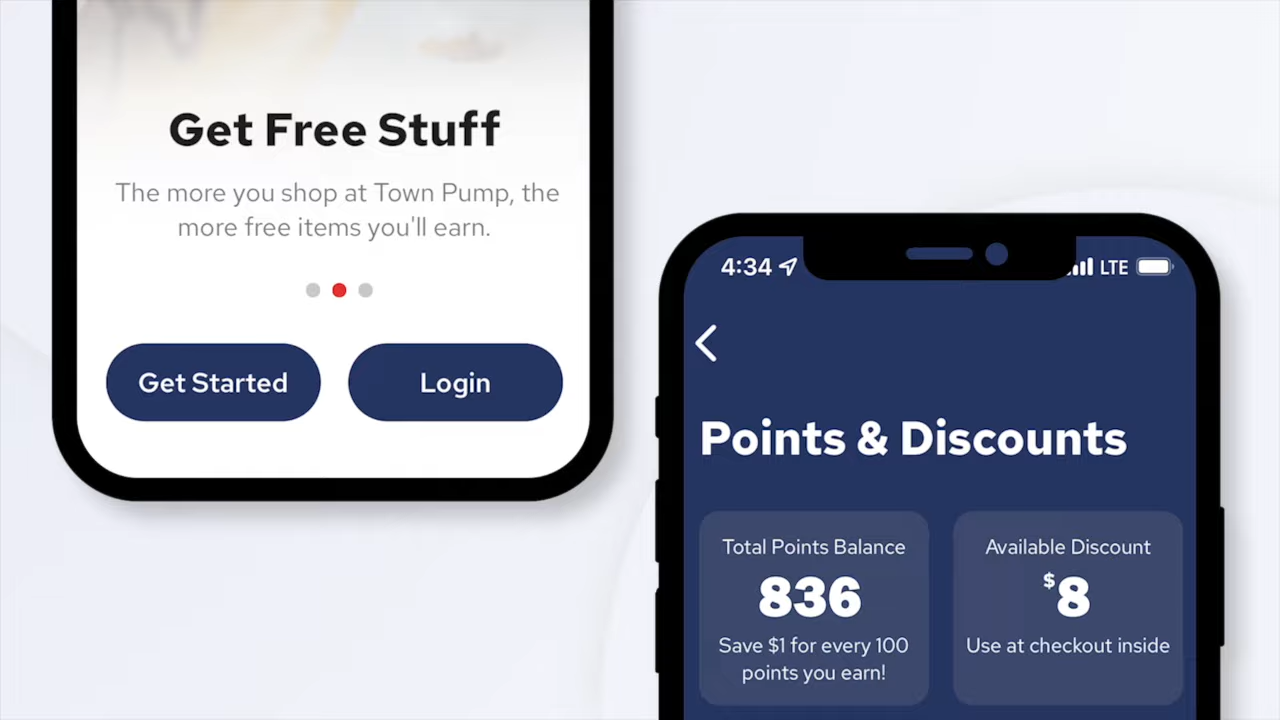 Get Free Stuff
The more you shop at Town Pump, the
more free items you'll earn.
Get Started
Login
4:34
LTE
Points & Discounts
Total Points Balance
836
Save $1 for every 100
points you earn!
Available Discount
$8
Use at checkout inside